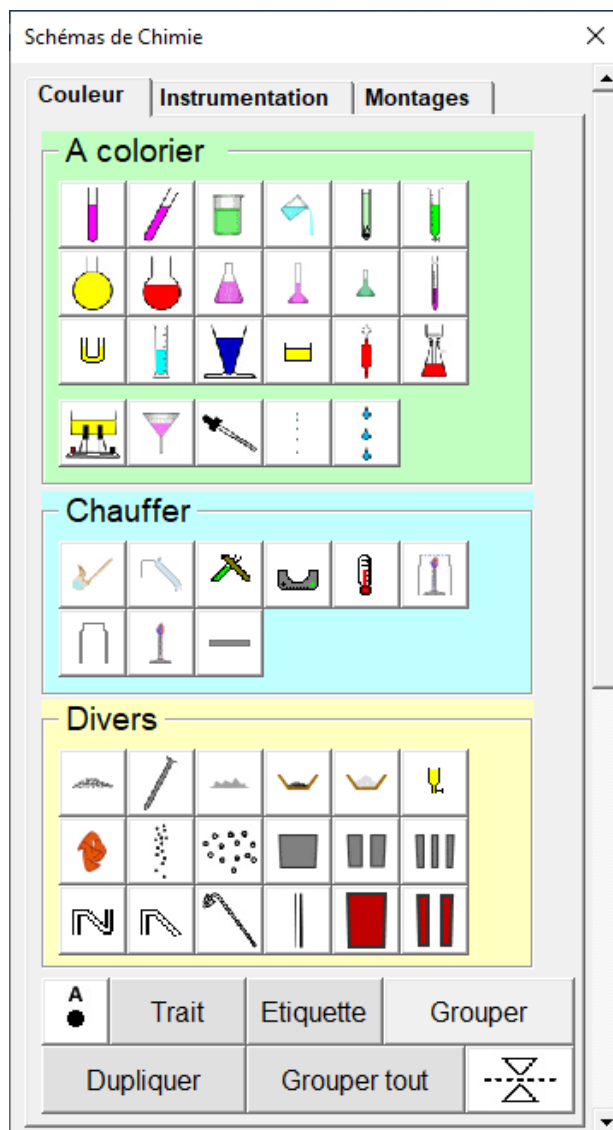 Schémas de Chimie
Couleur Instrumentation Montages
A colorier
Chauffer
Divers
A
Trait Etiquette Grouper
Dupliquer Grouper tout